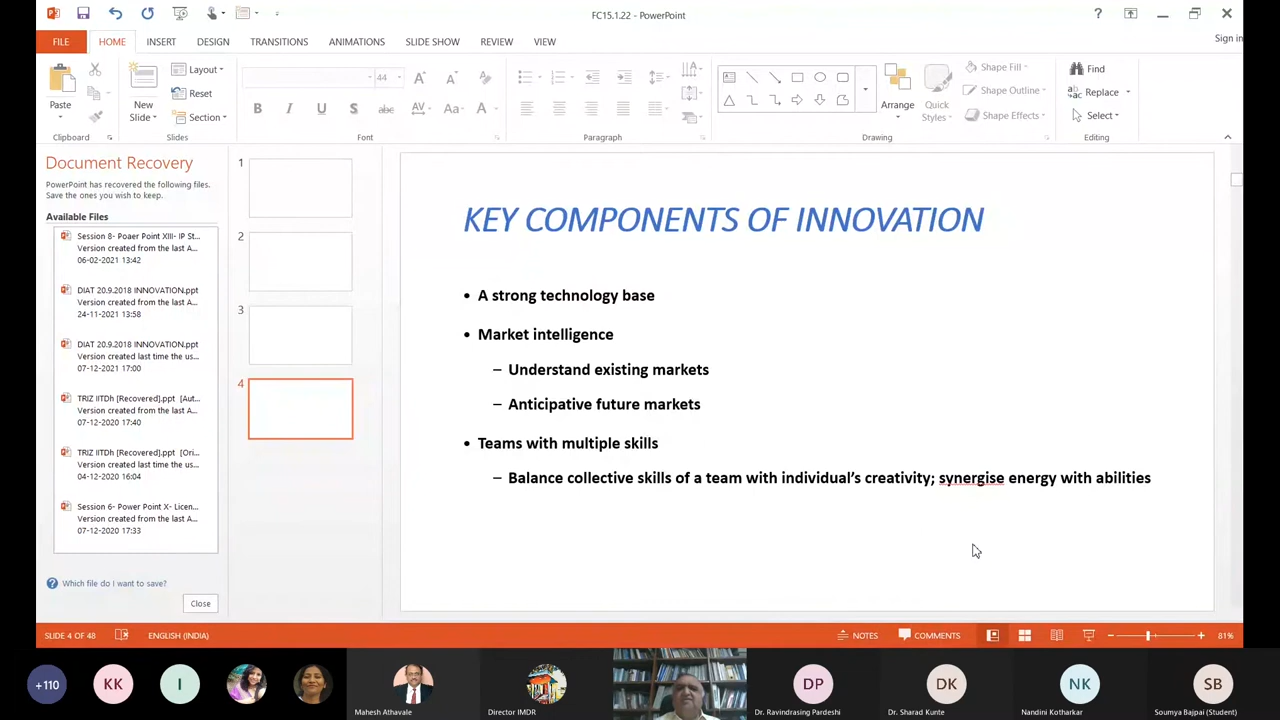 FC15.1.22 - PowerPoint
Sign in
FILE HOME INSERT DESIGN TRANSITIONS ANIMATIONS SLIDE SHOW REVIEW VIEW
Paste
Clipboard
New Slide
Layout
Reset
Section
Slides
44
Font
Paragraph
Arrange
Quick Styles
Shape Fill
Shape Outline
Shape Effects
Drawing
Find
Replace
Select
Editing
Document Recovery
PowerPoint has recovered the following files.
Save the ones you wish to keep.
Available Files
Session 8- Poaer Point XIII- IP St...
Version created from the last A...
06-02-2021 13:42
DIAT 20.9.2018 INNOVATION.ppt
Version created from the last A...
24-11-2021 13:58
DIAT 20.9.2018 INNOVATION.ppt
Version created last time the us...
07-12-2021 17:00
TRIZ IITDh [Recovered].ppt [Aut...
Version created from the last A...
07-12-2020 17:40
TRIZ IITDh [Recovered].ppt [Ori...
Version created last time the us...
04-12-2020 16:04
Session 6- Power Point X- Licen...
Version created from the last A...
07-12-2020 17:33
Which file do I want to save?
Close
1
2
3
4
KEY COMPONENTS OF INNOVATION
• A strong technology base
• Market intelligence
– Understand existing markets
– Anticipative future markets
• Teams with multiple skills
– Balance collective skills of a team with individual's creativity; synergise energy with abilities
SLIDE 4 OF 48 ENGLISH (INDIA) NOTES COMMENTS 81%
+110 KK I DP DK NK SB
Mahesh Athavale Director IMDR Dr. Ravindrasing Pardeshi Dr. Sharad Kunte Nandini Kotharkar Soumya Bajpai (Student)